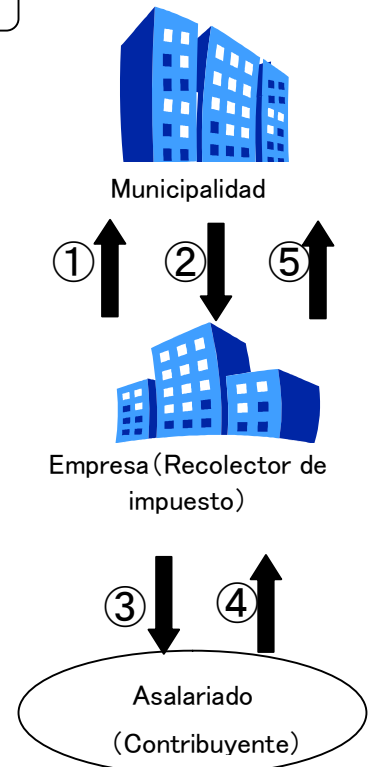 Municipalidad
① ② ⑤
Empresa（Recolector de
impuesto）
③ ④
Asalariado
（Contribuyente）